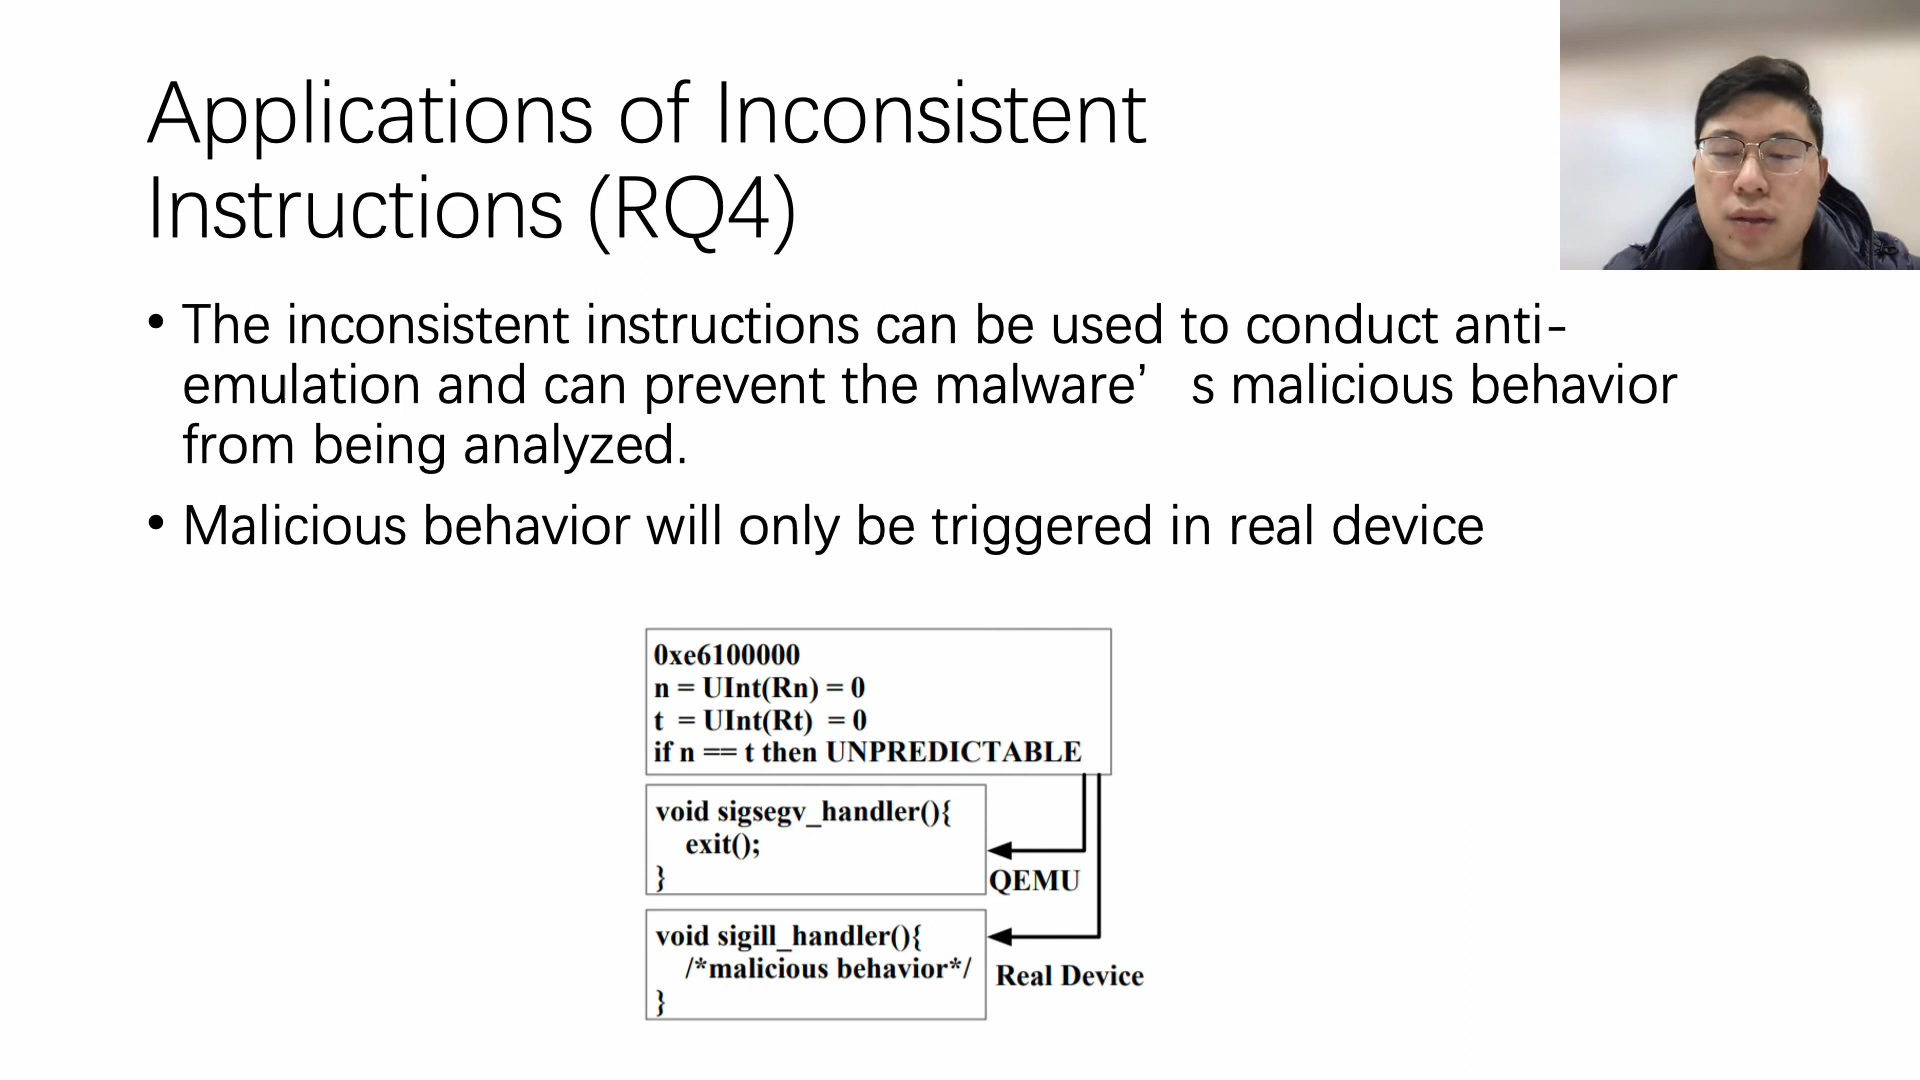 Applications of Inconsistent
Instructions (RQ4)
• The inconsistent instructions can be used to conduct anti-
emulation and can prevent the malware’ s malicious behavior
from being analyzed.
• Malicious behavior will only be triggered in real device
0xe6100000
n = UInt(Rn) = 0
t = UInt(Rt) = 0
if n == t then UNPREDICTABLE
void sigsegv_handler(){
exit();
}
QEMU
void sigill_handler(){
/*malicious behavior*/
}
Real Device